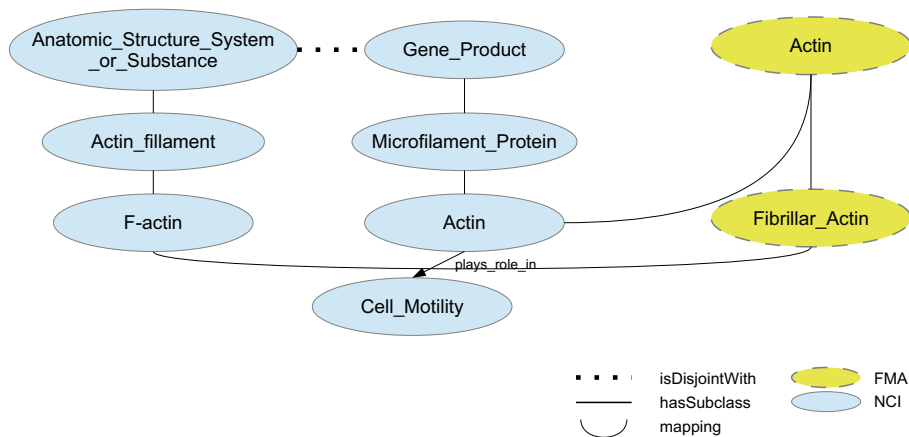 Anatomic_Structure_System
_or_Substance
Gene_Product
Actin
Actin_fillament
Microfilament_Protein
F-actin
Actin
Fibrillar_Actin
plays_role_in
Cell_Motility
isDisjointWith
FMA
hasSubclass
NCI
mapping